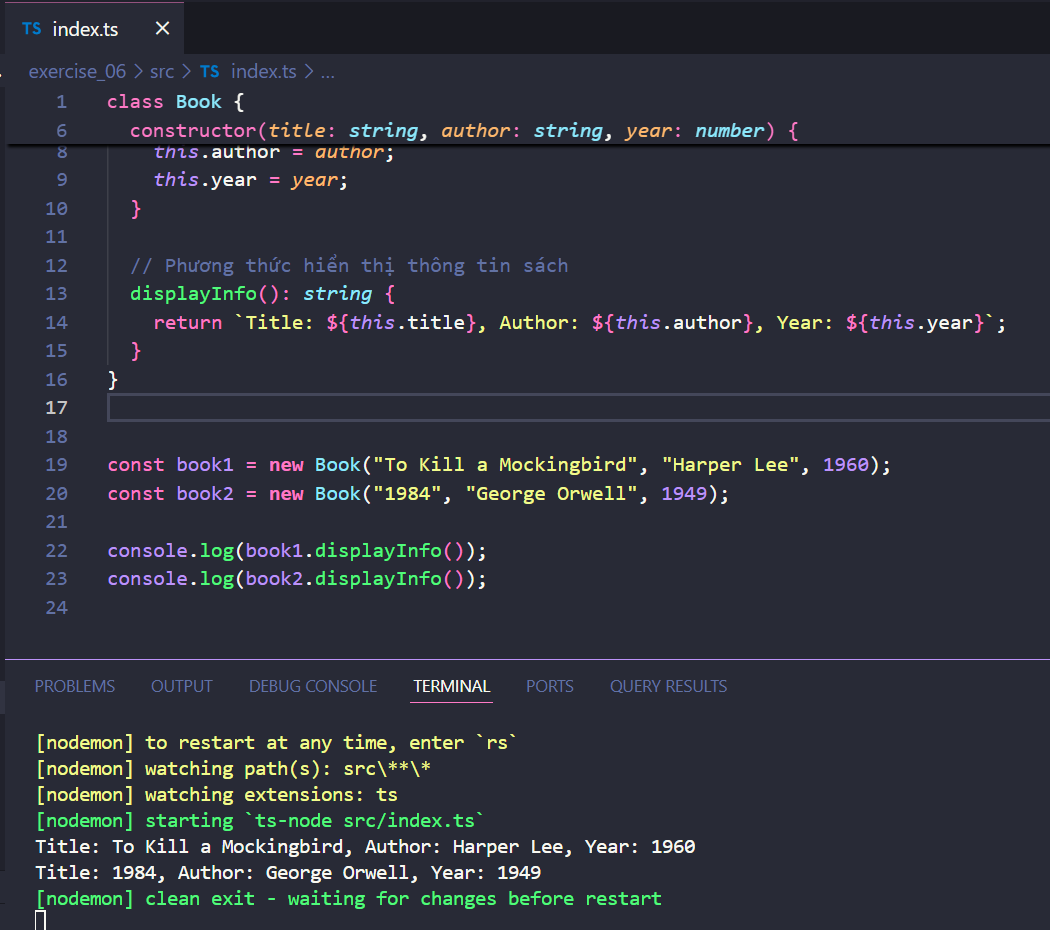 TS index.ts ×
exercise_06 > src > TS index.ts > ...
1 class Book {
6 constructor(title: string, author: string, year: number) {
8 this.author = author;
9 this.year = year;
10 }
11
12 // Phương thức hiển thị thông tin sách
13 displayInfo(): string {
14 return `Title: ${this.title}, Author: ${this.author}, Year: ${this.year}`;
15 }
16 }
17
18
19 const book1 = new Book("To Kill a Mockingbird", "Harper Lee", 1960);
20 const book2 = new Book("1984", "George Orwell", 1949);
21
22 console.log(book1.displayInfo());
23 console.log(book2.displayInfo());
24
PROBLEMS OUTPUT DEBUG CONSOLE TERMINAL PORTS QUERY RESULTS
[nodemon] to restart at any time, enter `rs`
[nodemon] watching path(s): src\**\*
[nodemon] watching extensions: ts
[nodemon] starting `ts-node src/index.ts`
Title: To Kill a Mockingbird, Author: Harper Lee, Year: 1960
Title: 1984, Author: George Orwell, Year: 1949
[nodemon] clean exit - waiting for changes before restart